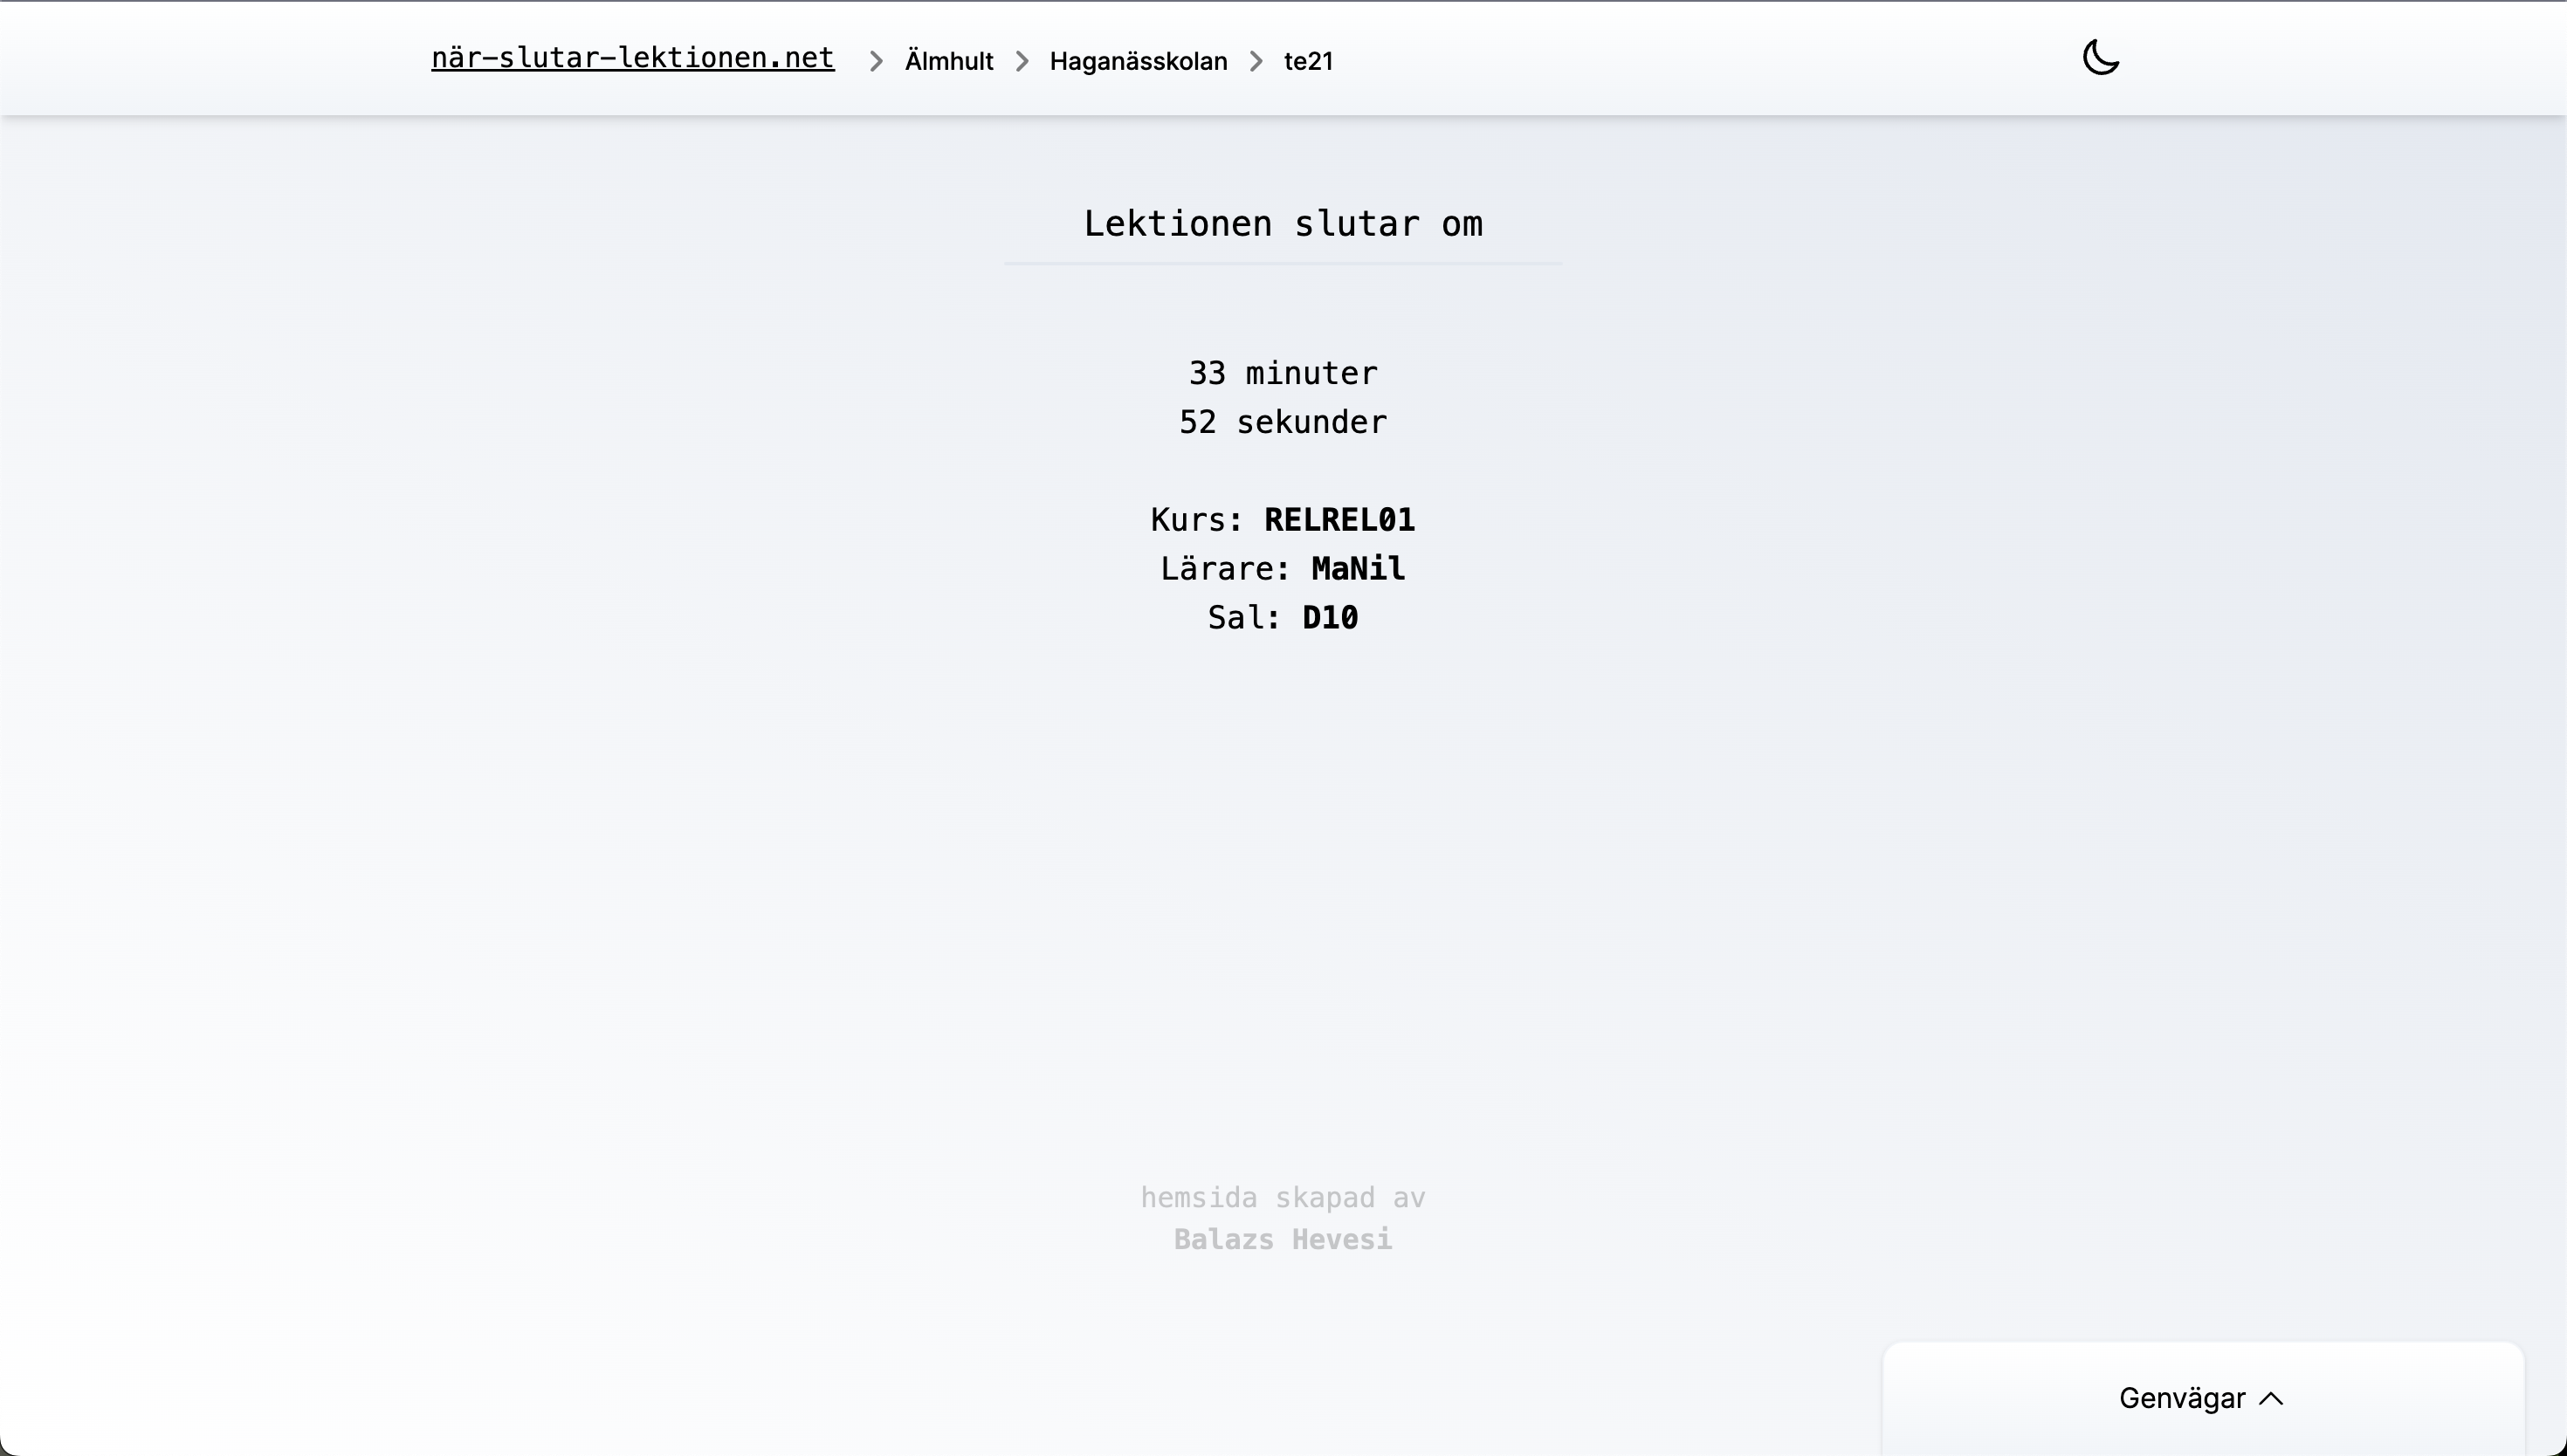 när-slutar-lektionen.net > Älmhult > Haganässkolan > te21
Lektionen slutar om
33 minuter
52 sekunder
Kurs: RELREL01
Lärare: MaNil
Sal: D10
hemsida skapad av
Balazs Hevesi
Genvägar